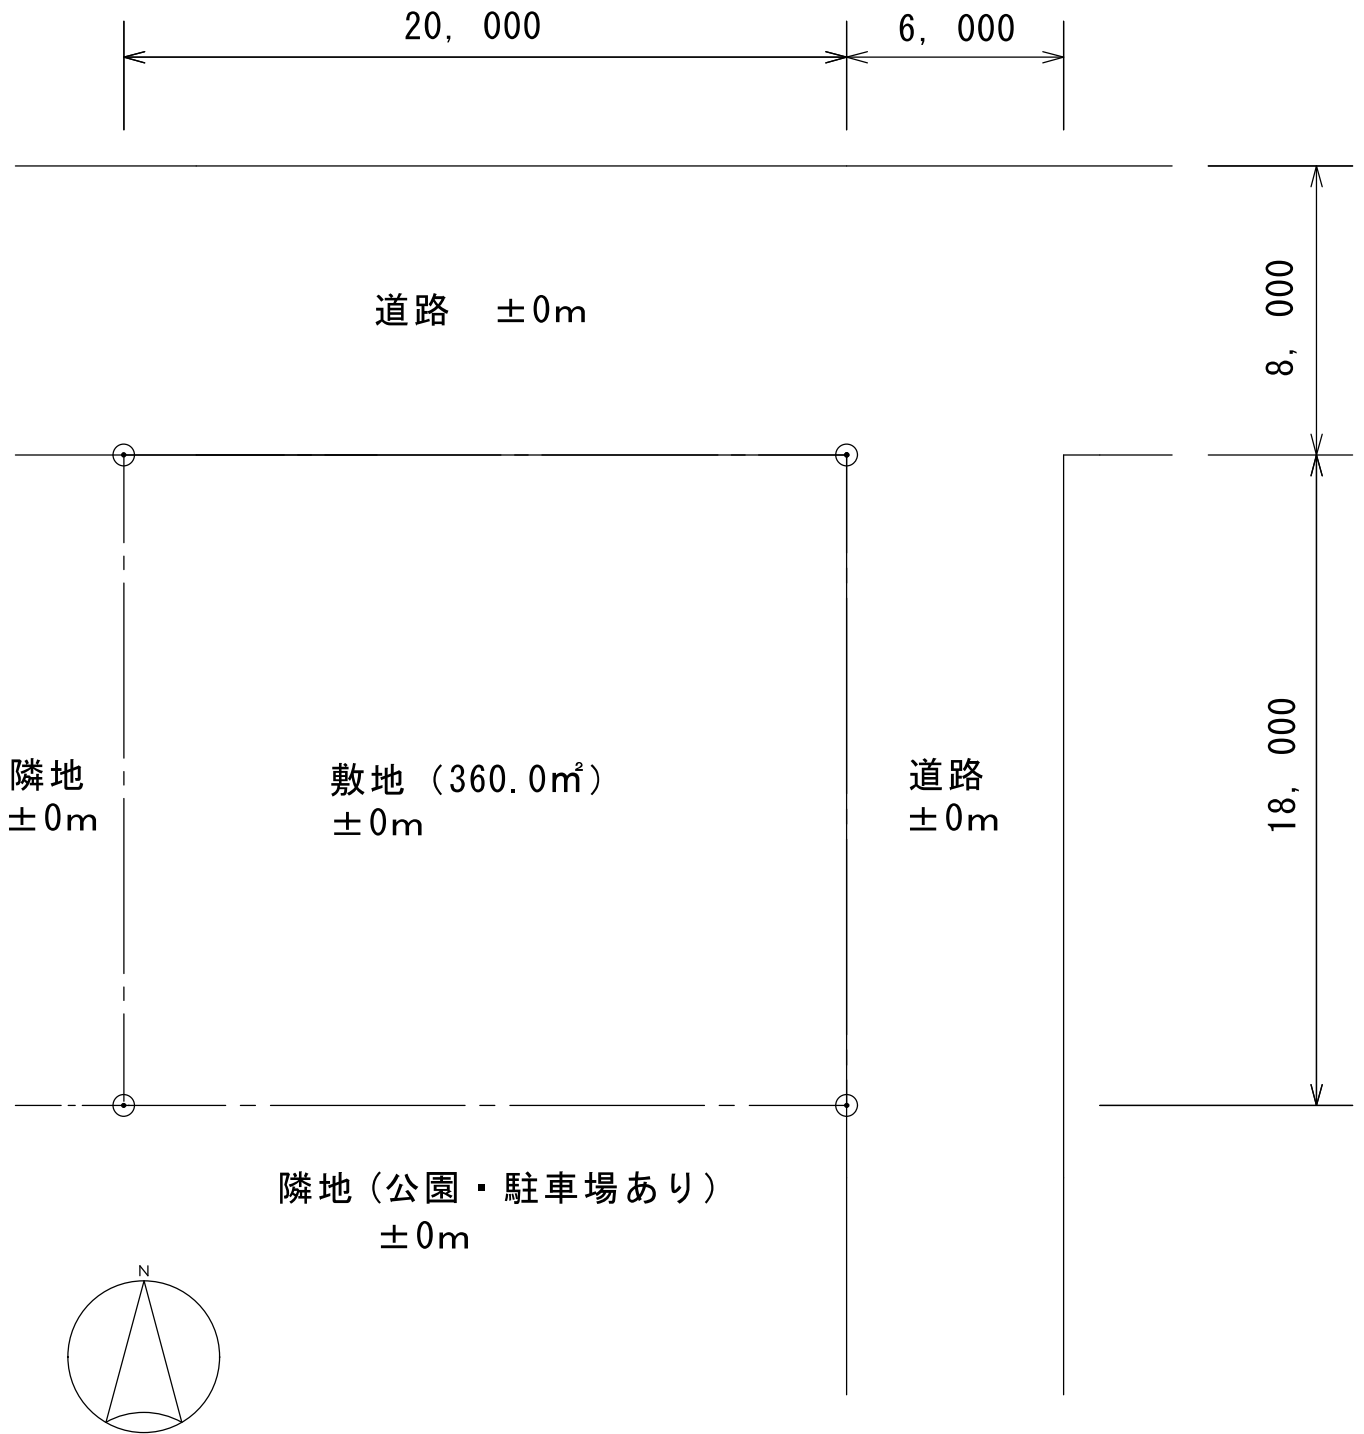 20, 000
6, 000
道路 ±0m
8, 000
隣地
±0m
敷地(360.0㎡)
±0m
道路
±0m
18, 000
隣地(公園・駐車場あり)
±0m
N